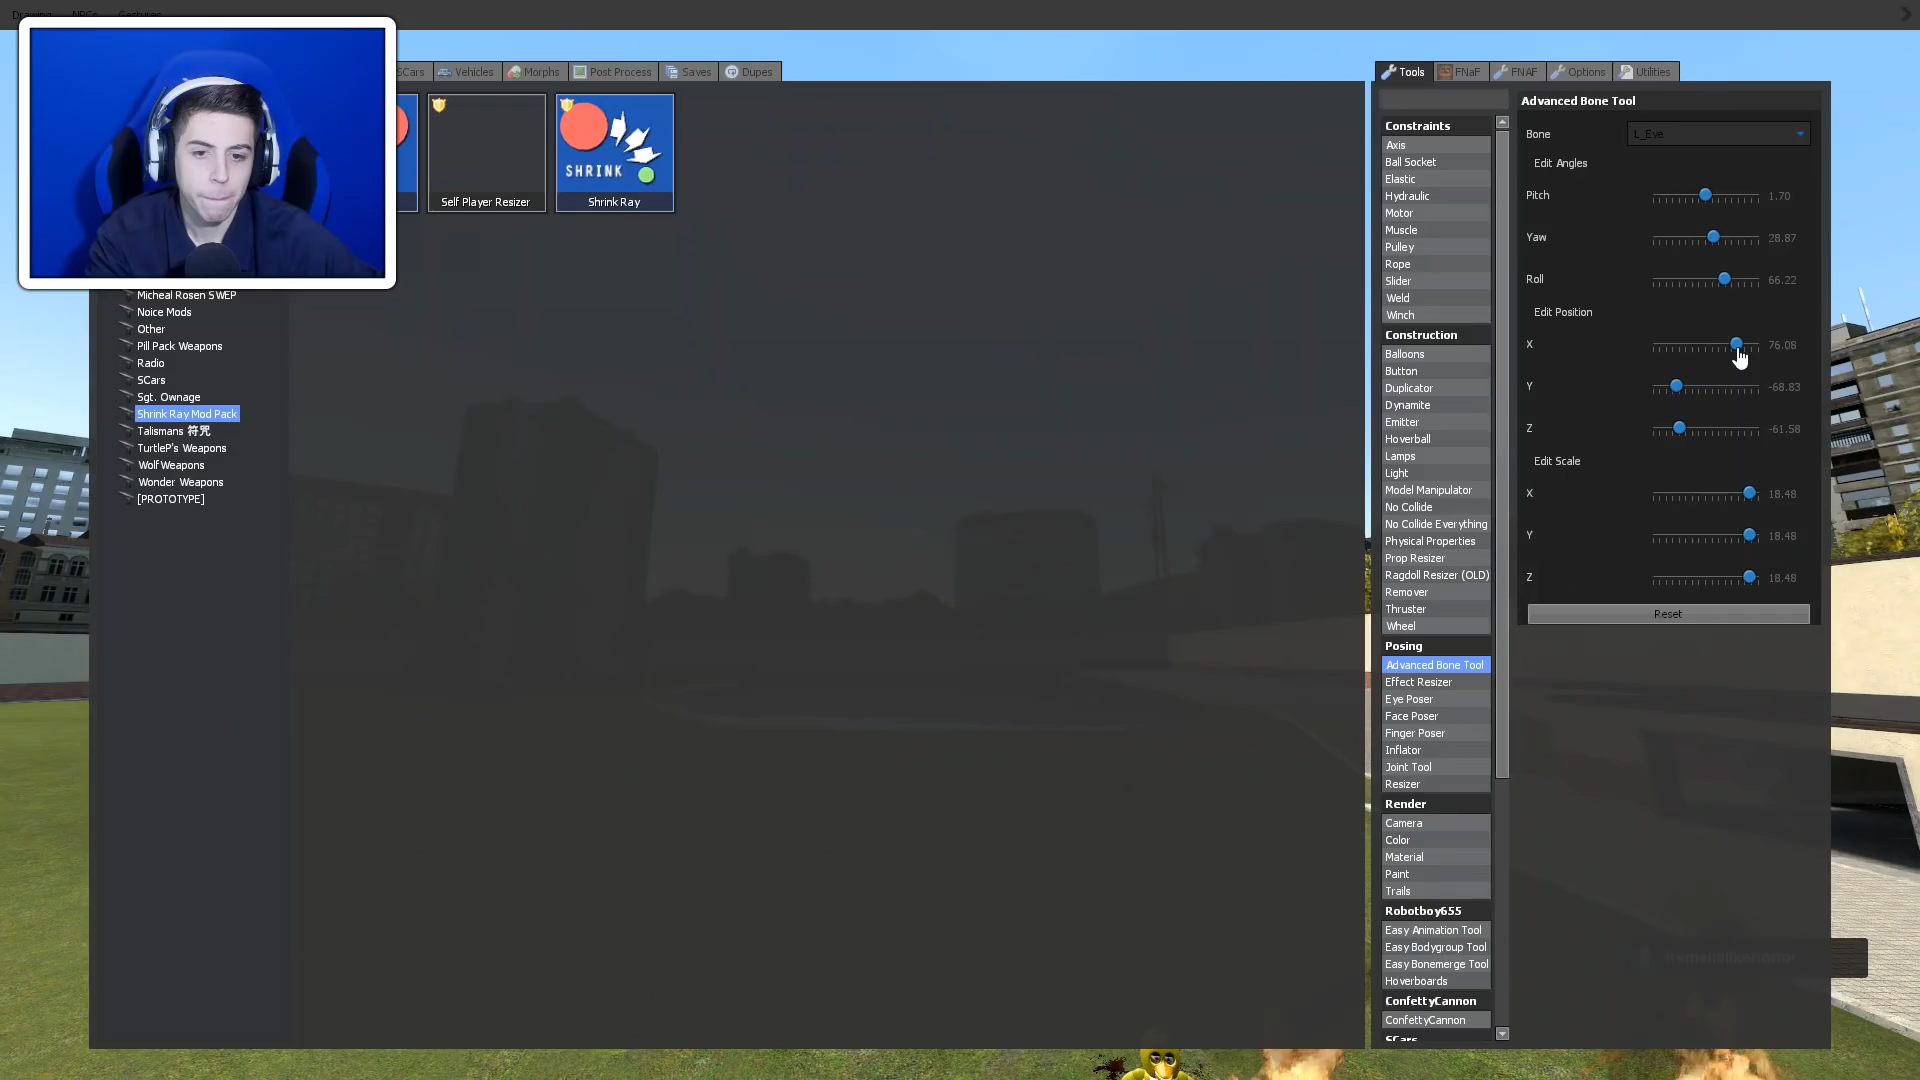 Drawing NPCs Gestures
SCars Vehicles Morphs Post Process Saves Dupes
Self Player Resizer
SHRINK
Shrink Ray
Micheal Rosen SWEP
Noice Mods
Other
Pill Pack Weapons
Radio
SCars
Sgt. Ownage
Shrink Ray Mod Pack
Talismans 符咒
TurtleP's Weapons
Wolf Weapons
Wonder Weapons
[PROTOTYPE]
Tools FNaF FNAF Options Utilities
Constraints
Axis
Ball Socket
Elastic
Hydraulic
Motor
Muscle
Pulley
Rope
Slider
Weld
Winch
Construction
Balloons
Button
Duplicator
Dynamite
Emitter
Hoverball
Lamps
Light
Model Manipulator
No Collide
No Collide Everything
Physical Properties
Prop Resizer
Ragdoll Resizer (OLD)
Remover
Thruster
Wheel
Posing
Advanced Bone Tool
Effect Resizer
Eye Poser
Face Poser
Finger Poser
Inflator
Joint Tool
Resizer
Render
Camera
Color
Material
Paint
Trails
Robotboy655
Easy Animation Tool
Easy Bodygroup Tool
Easy Bonemerge Tool
Hoverboards
ConfettyCannon
ConfettyCannon
SCars
Advanced Bone Tool
Bone L_Eye
Edit Angles
Pitch 1.70
Yaw 28.87
Roll 66.22
Edit Position
X 76.08
Y -68.83
Z -61.58
Edit Scale
X 18.48
Y 18.48
Z 18.48
Reset